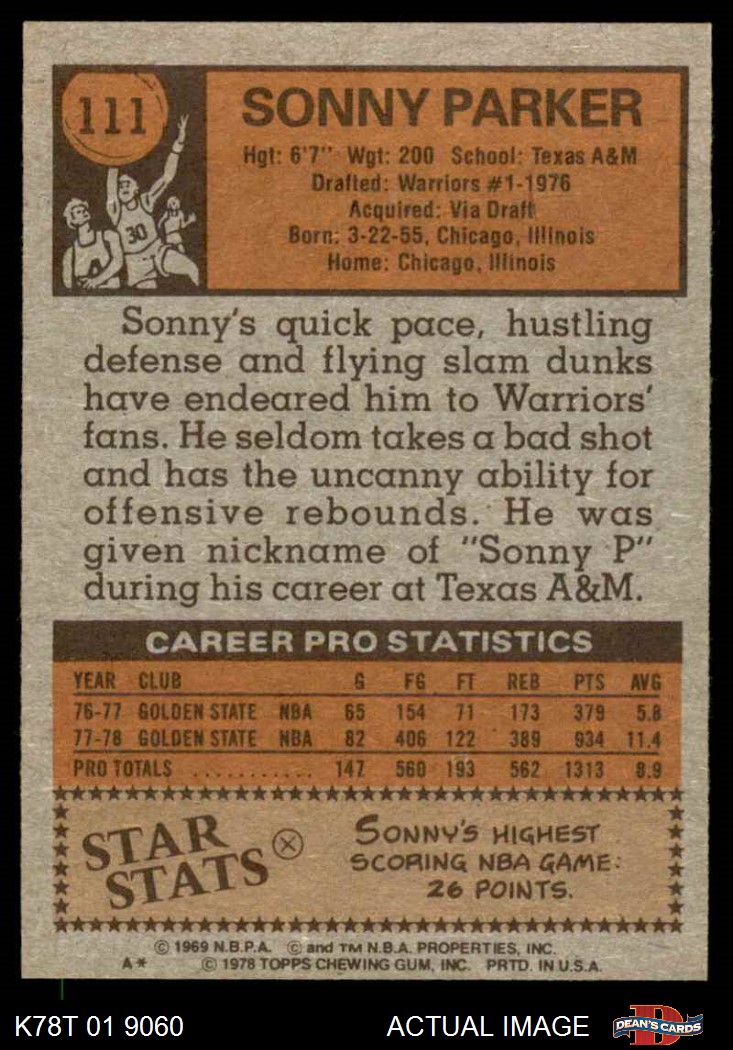 111
SONNY PARKER
Hgt: 6'7" Wgt: 200 School: Texas A&M
Drafted: Warriors #1-1976
Acquired: Via Draft
Born: 3-22-55, Chicago, Illinois
Home: Chicago, Illinois
30
Sonny's quick pace, hustling
defense and flying slam dunks
have endeared him to Warriors'
fans. He seldom takes a bad shot
and has the uncanny ability for
offensive rebounds. He was
given nickname of "Sonny P"
during his career at Texas A&M.
CAREER PRO STATISTICS
YEAR CLUB G FG FT REB PTS AVG
76-77 GOLDEN STATE NBA 65 154 71 173 379 5.8
77-78 GOLDEN STATE NBA 82 406 122 389 934 11.4
PRO TOTALS ........... 147 560 193 562 1313 8.9
STAR
STATS
SONNY'S HIGHEST
SCORING NBA GAME:
26 POINTS.
© 1969 N.B.P.A. © and TM N.B.A. PROPERTIES, INC.
A* © 1978 TOPPS CHEWING GUM, INC. PRTD. IN U.S.A.
K78T 01 9060 ACTUAL IMAGE D DEAN'S CARDS